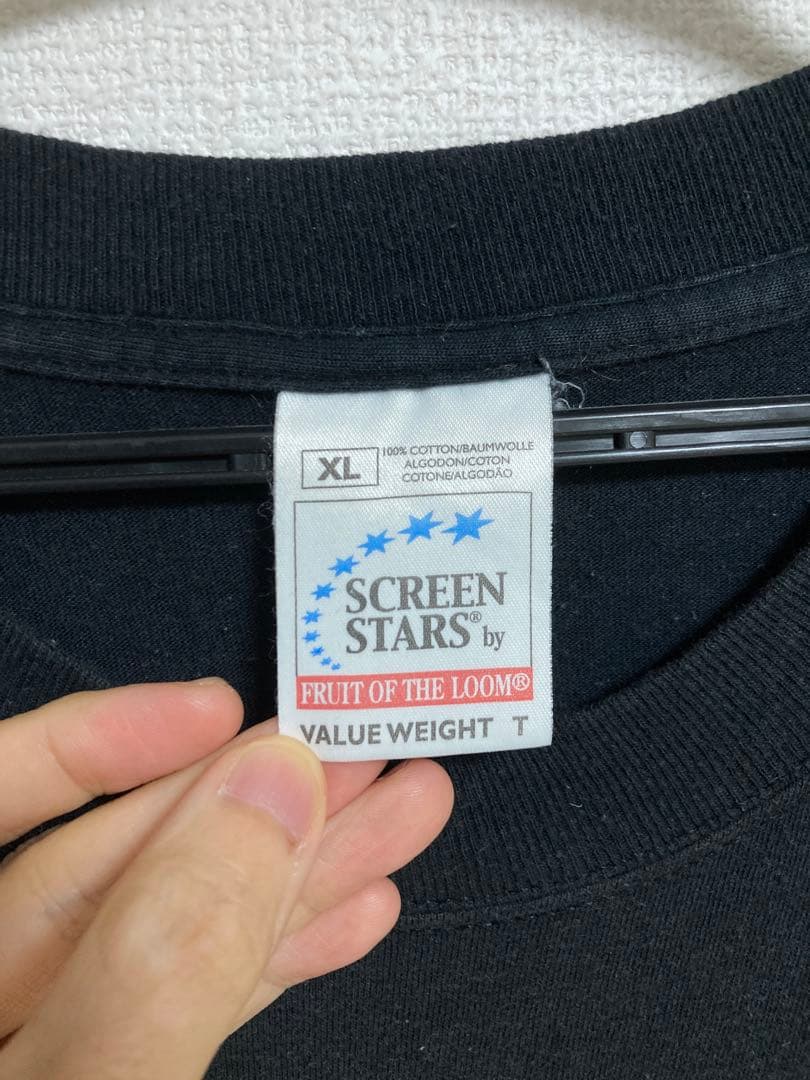 XL
100% COTTON/BAUMWOLLE
ALGODON/COTON
COTONE/ALGODÃO
SCREEN
STARS® by
FRUIT OF THE LOOM®
VALUE WEIGHT T